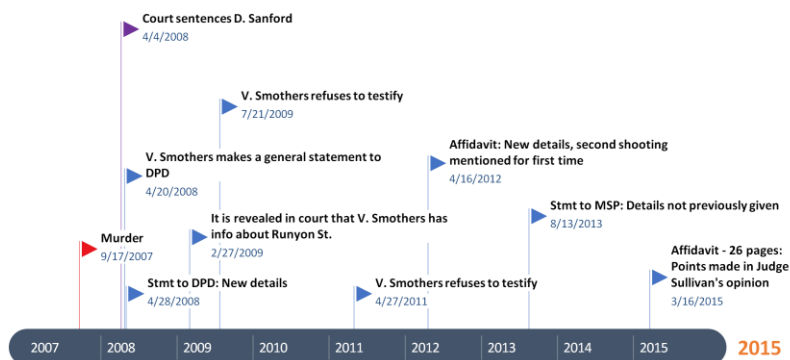 Court sentences D. Sanford
4/4/2008
V. Smothers refuses to testify
7/21/2009
V. Smothers makes a general statement to
DPD
4/20/2008
Affidavit: New details, second shooting
mentioned for first time
4/16/2012
Stmt to MSP: Details not previously given
8/13/2013
It is revealed in court that V. Smothers has
info about Runyon St.
2/27/2009
Murder
9/17/2007
Affidavit - 26 pages:
Points made in Judge
Sullivan's opinion
3/16/2015
Stmt to DPD: New details
4/28/2008
V. Smothers refuses to testify
4/27/2011
2007 2008 2009 2010 2011 2012 2013 2014 2015 2015